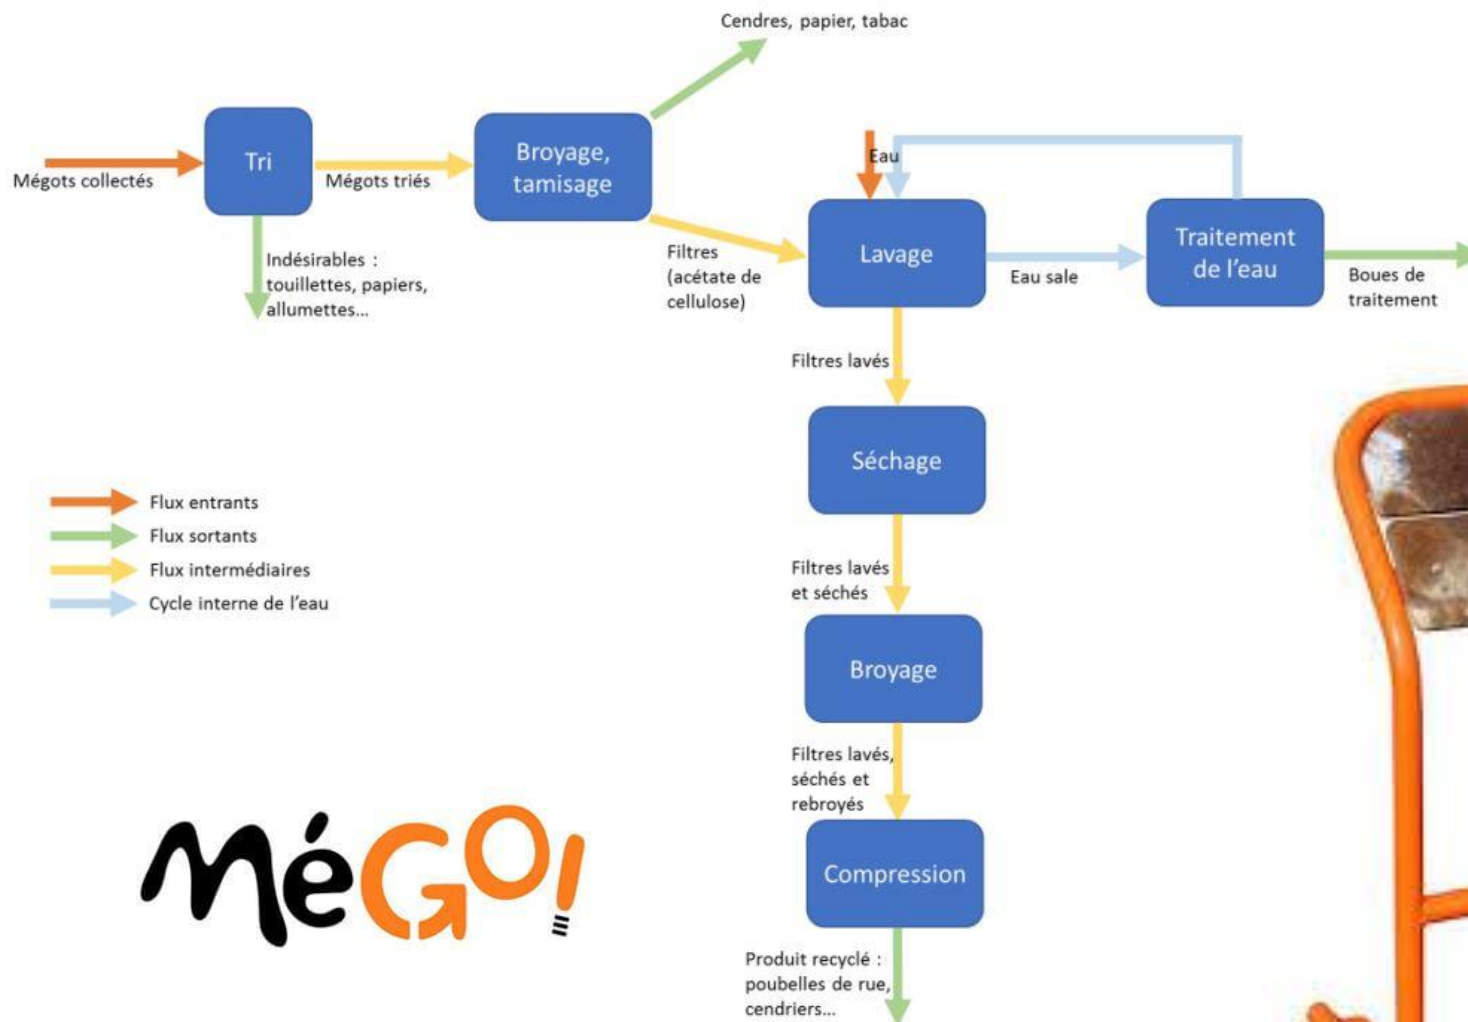 Cendres, papier, tabac
Tri
Broyage,
tamisage
Mégots collectés
Mégots triés
Eau
Indésirables :
touillettes, papiers,
allumettes...
Filtres
(acétate de
cellulose)
Lavage
Eau sale
Traitement
de l'eau
Boues de
traitement
Filtres lavés
Séchage
Flux entrants
Flux sortants
Flux intermédiaires
Cycle interne de l'eau
Filtres lavés
et séchés
Broyage
Filtres lavés,
séchés et
rebroyés
MéGO!
Compression
Produit recyclé :
poubelles de rue,
cendriers...